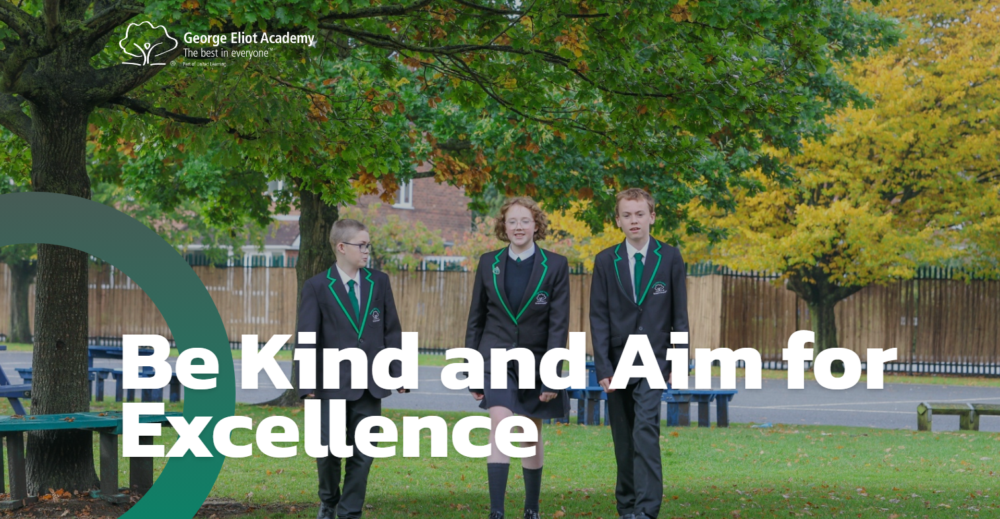 George Eliot Academy
The best in everyone™
Part of United Learning
Be Kind and Aim for
Excellence